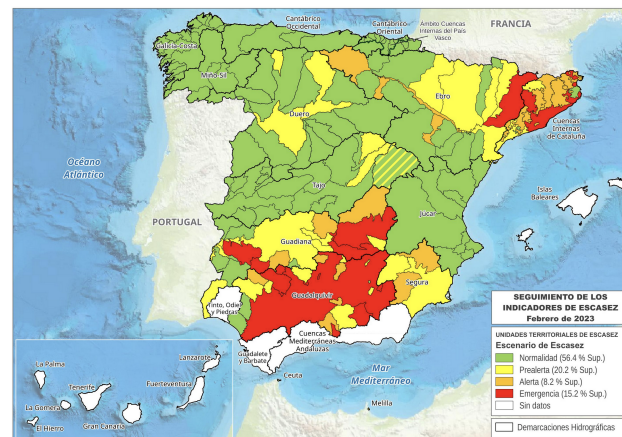 Cantábrico
Occidental
Cantábrico
Oriental
Ámbito Cuencas
Internas del País
Vasco
FRANCIA
Galicia-Costa
Miño-Sil
Duero
Ebro
Cuencas
Internas
de Cataluña
Océano
Atlántico
Tajo
Islas
Baleares
PORTUGAL
Júcar
Guadiana
Segura
Guadalquivir
Tinto, Odiel
y Piedras
Cuencas
Mediterráneas
Andaluzas
Guadalete
y Barbate
Ceuta
Mar
Mediterráneo
Melilla
La Palma
Lanzarote
Tenerife
Fuerteventura
La Gomera
El Hierro
Gran Canaria
SEGUIMIENTO DE LOS
INDICADORES DE ESCASEZ
Febrero de 2023
UNIDADES TERRITORIALES DE ESCASEZ
Escenario de Escasez
Normalidad (56.4 % Sup.)
Prealerta (20.2 % Sup.)
Alerta (8.2 % Sup.)
Emergencia (15.2 % Sup.)
Sin datos
Demarcaciones Hidrográficas